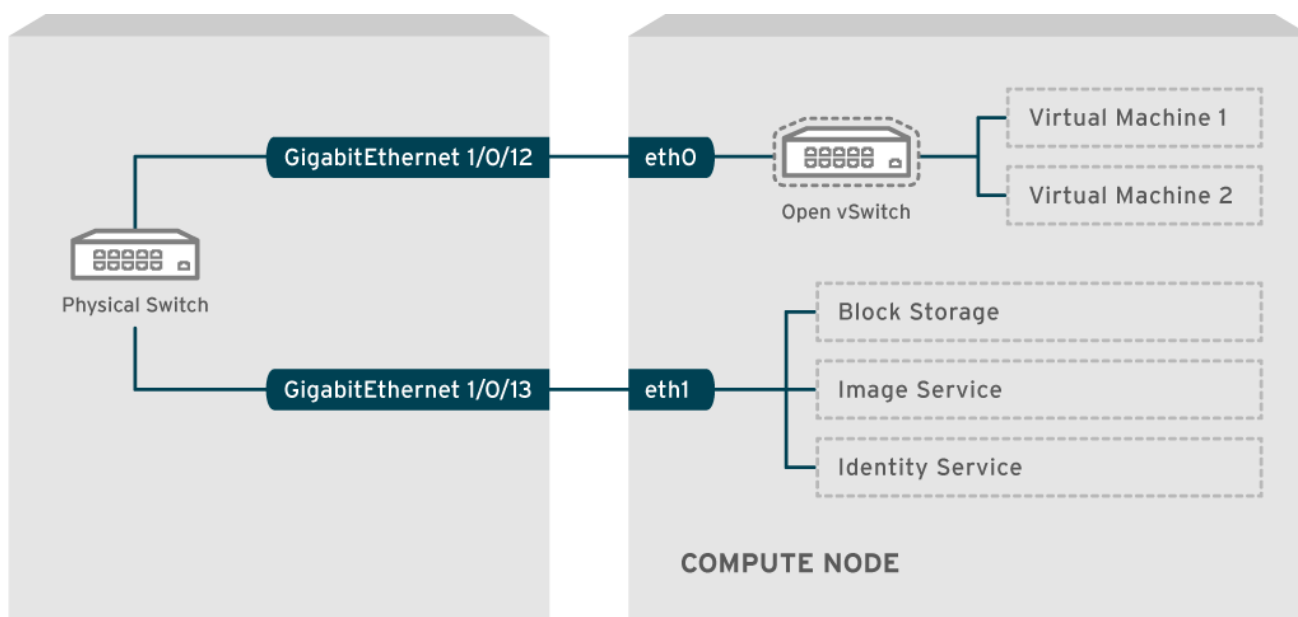 GigabitEthernet 1/0/12
eth0
Open vSwitch
Virtual Machine 1
Virtual Machine 2
Physical Switch
GigabitEthernet 1/0/13
eth1
Block Storage
Image Service
Identity Service
COMPUTE NODE